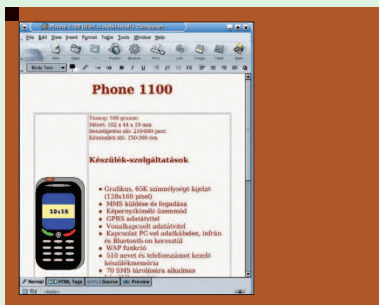 File Edit View Insert Format Table Tools Window Help
Body Text
Phone 1100
Tömeg: 100 gramm
Méret: 102 x 44 x 19 mm
Beszélgetési idő: 210-800 perc
Készenléti idő: 150-300 óra
Készülék-szolgáltatások
10:15
• Grafikus, 65K színmélységű kijelző
(128x160 pixel)
• MMS küldése és fogadása
• Képernyőkímélő üzemmód
• GPRS adatátvitel
• Vonalkapcsolt adatátvitel
• Kapcsolat PC-vel adatkábelen, infrán
és Bluetooth-on keresztül
• WAP funkció
• 510 nevet és telefonszámot kezelő
készülékmemória
• 70 SMS tárolására alkalmas
Normal HTML Tags Source Preview